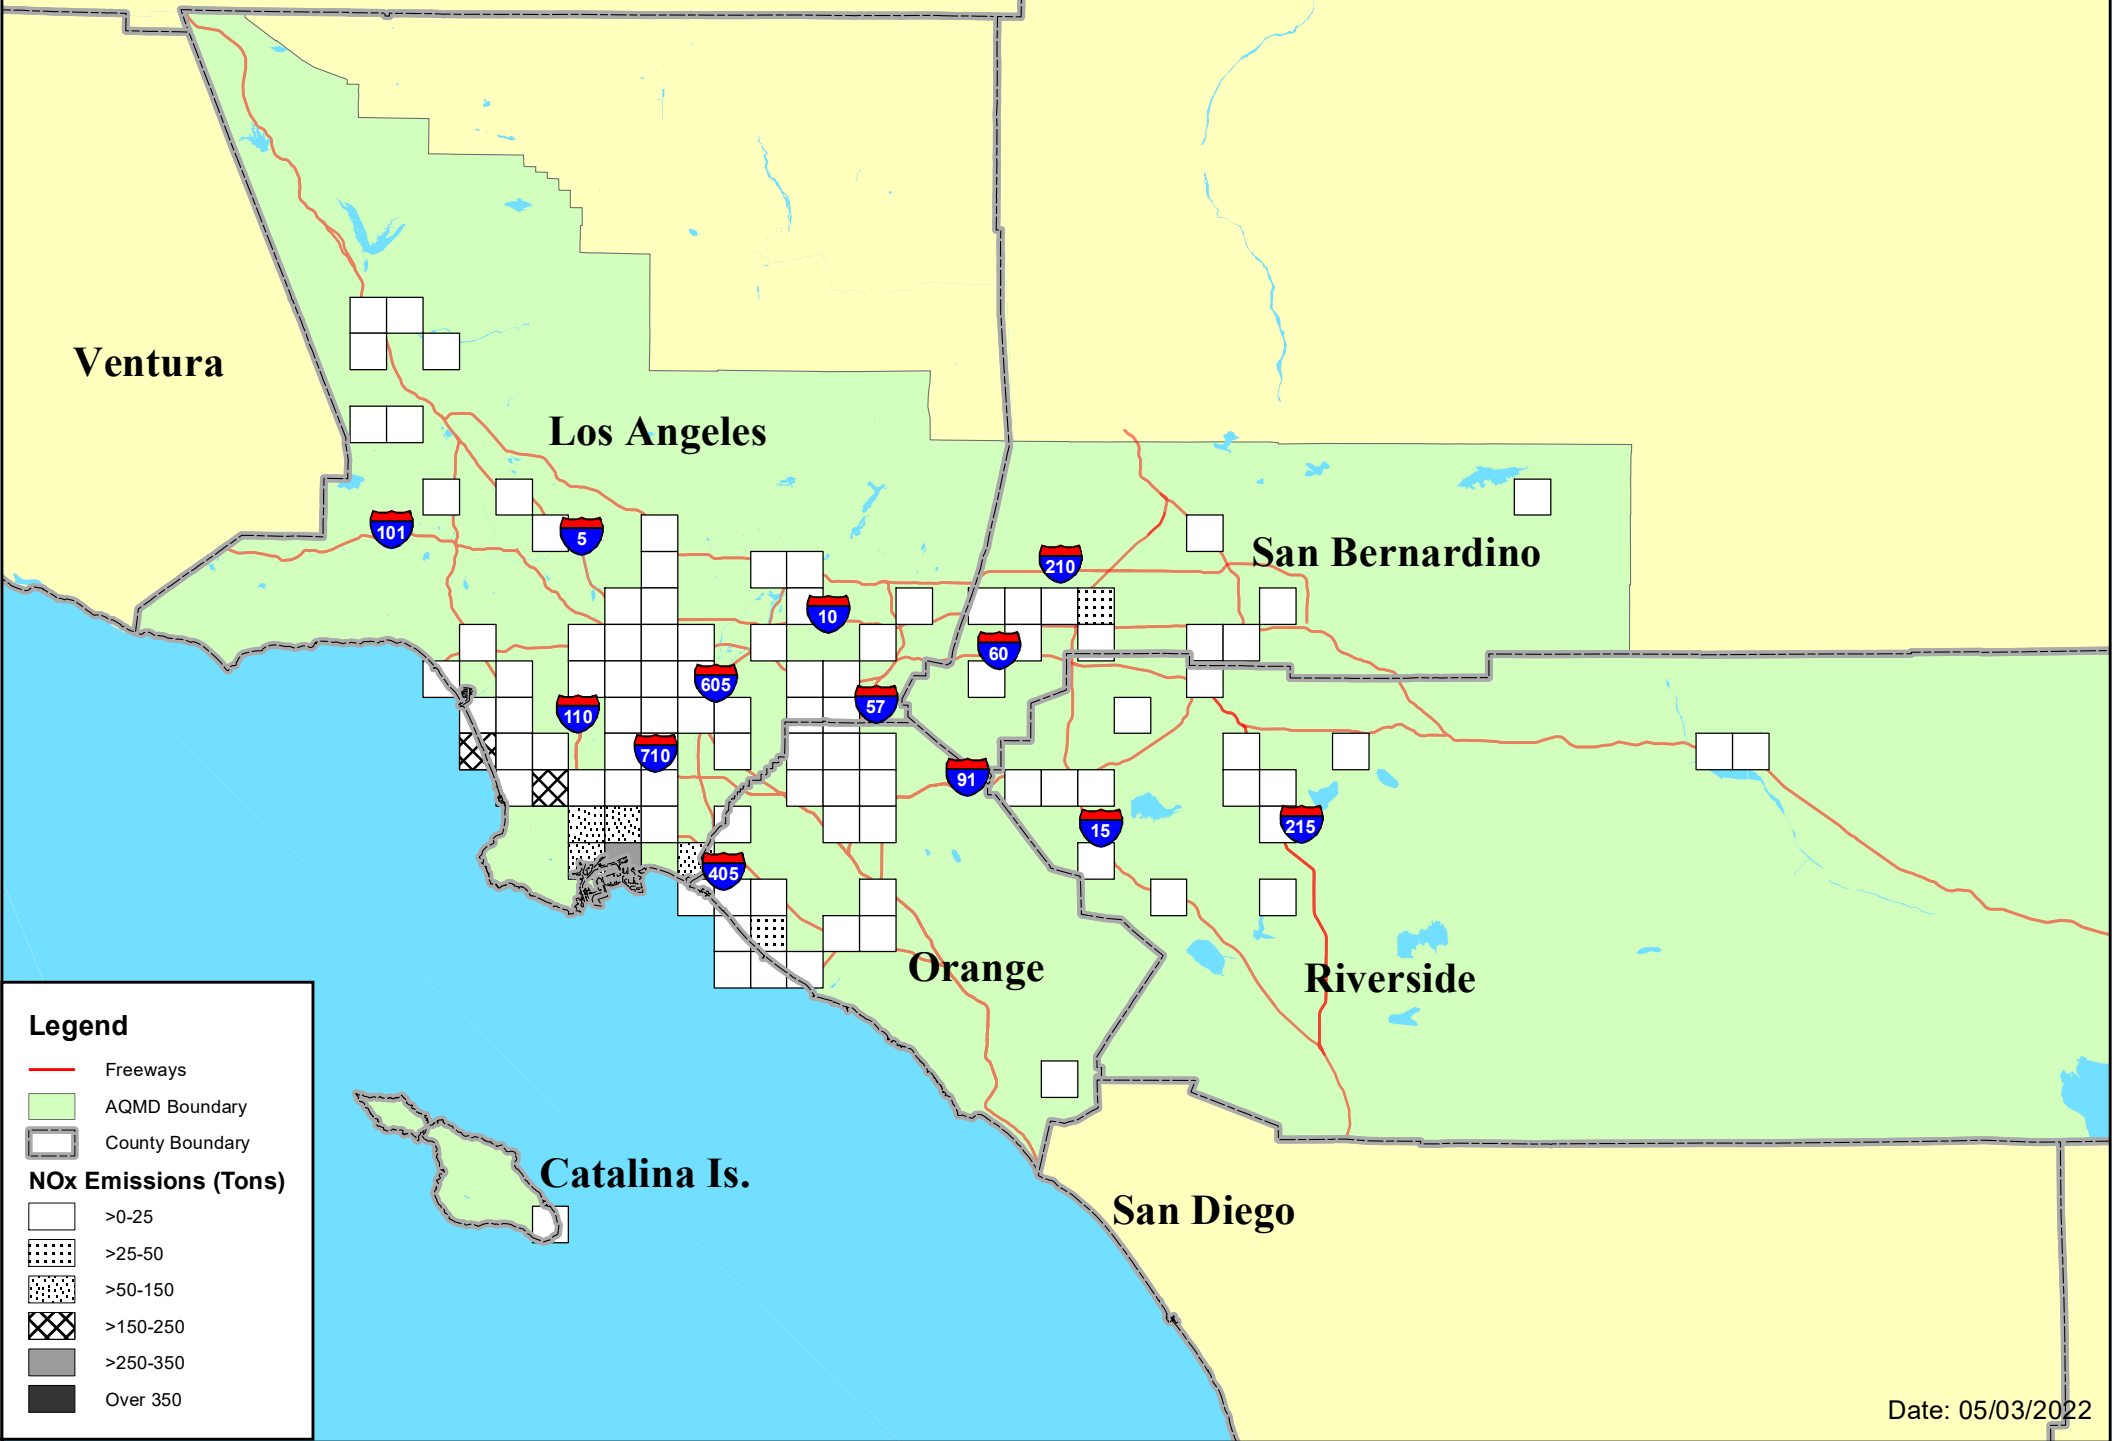 Ventura
Los Angeles
101
5
210
San Bernardino
10
60
605
57
110
710
91
15
215
405
Orange
Riverside
Catalina Is.
San Diego
Legend
Freeways
AQMD Boundary
County Boundary
NOx Emissions (Tons)
>0-25
>25-50
>50-150
>150-250
>250-350
Over 350
Date: 05/03/2022